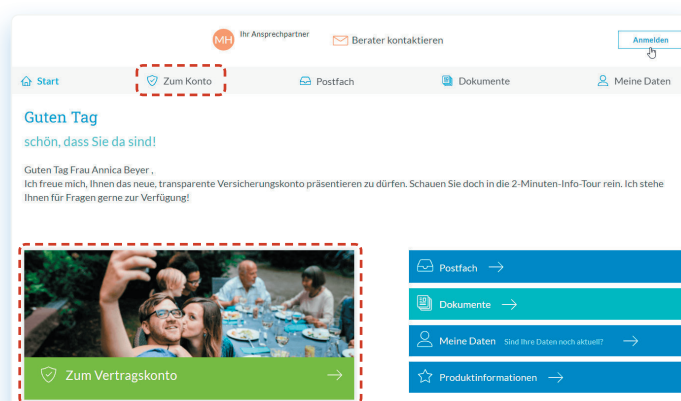 MH Ihr Ansprechpartner Berater kontaktieren Anmelden
Start Zum Konto Postfach Dokumente Meine Daten
Guten Tag
schön, dass Sie da sind!
Guten Tag Frau Annica Beyer ,
Ich freue mich, Ihnen das neue, transparente Versicherungskonto präsentieren zu dürfen. Schauen Sie doch in die 2-Minuten-Info-Tour rein. Ich stehe
Ihnen für Fragen gerne zur Verfügung!
Zum Vertragskonto
Postfach
Dokumente
Meine Daten Sind Ihre Daten noch aktuell?
Produktinformationen